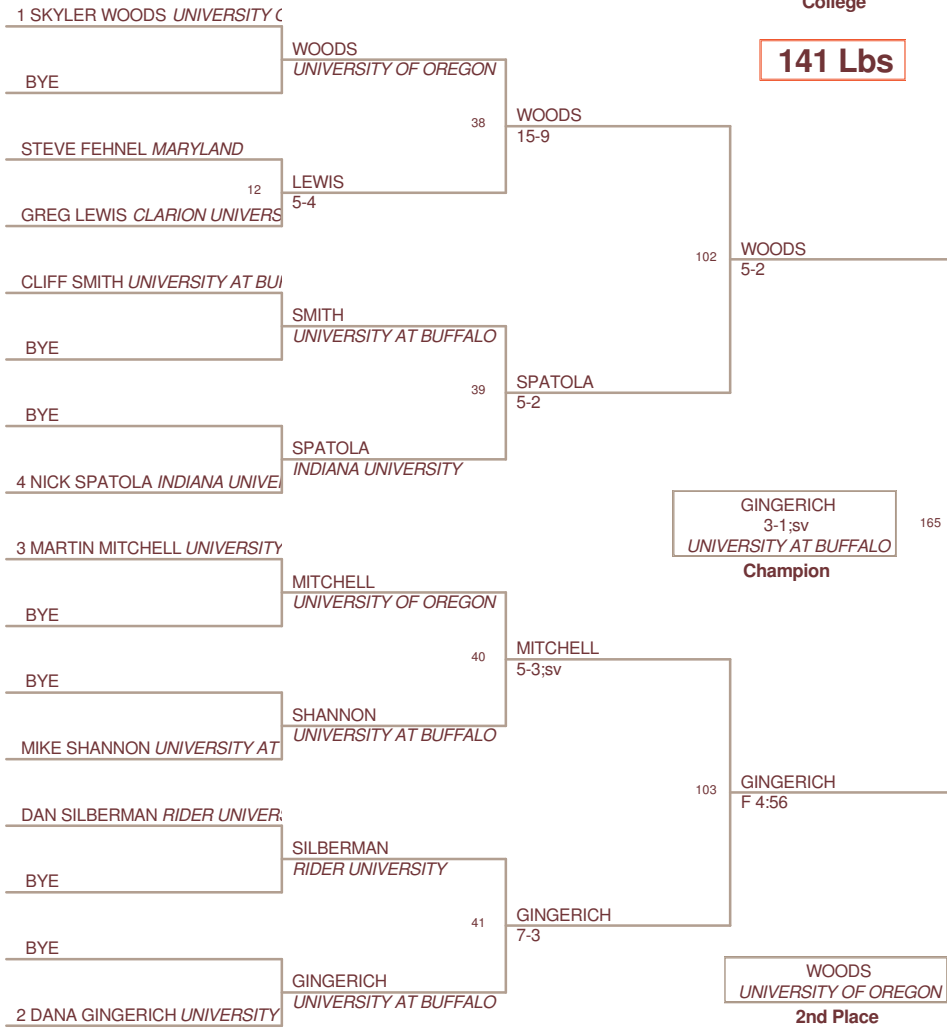 College
141 Lbs
1 SKYLER WOODS UNIVERSITY
BYE
WOODS
UNIVERSITY OF OREGON
STEVE FEHNEL MARYLAND
12
GREG LEWIS CLARION UNIVERS
LEWIS
5-4
38
WOODS
15-9
CLIFF SMITH UNIVERSITY AT BUI
BYE
SMITH
UNIVERSITY AT BUFFALO
BYE
4 NICK SPATOLA INDIANA UNIVE
SPATOLA
INDIANA UNIVERSITY
39
SPATOLA
5-2
102
WOODS
5-2
GINGERICH
3-1;sv
UNIVERSITY AT BUFFALO
Champion
165
3 MARTIN MITCHELL UNIVERSITY
BYE
MITCHELL
UNIVERSITY OF OREGON
BYE
MIKE SHANNON UNIVERSITY AT
SHANNON
UNIVERSITY AT BUFFALO
40
MITCHELL
5-3;sv
DAN SILBERMAN RIDER UNIVER
BYE
SILBERMAN
RIDER UNIVERSITY
BYE
2 DANA GINGERICH UNIVERSITY
GINGERICH
UNIVERSITY AT BUFFALO
41
GINGERICH
7-3
103
GINGERICH
F 4:56
WOODS
UNIVERSITY OF OREGON
2nd Place